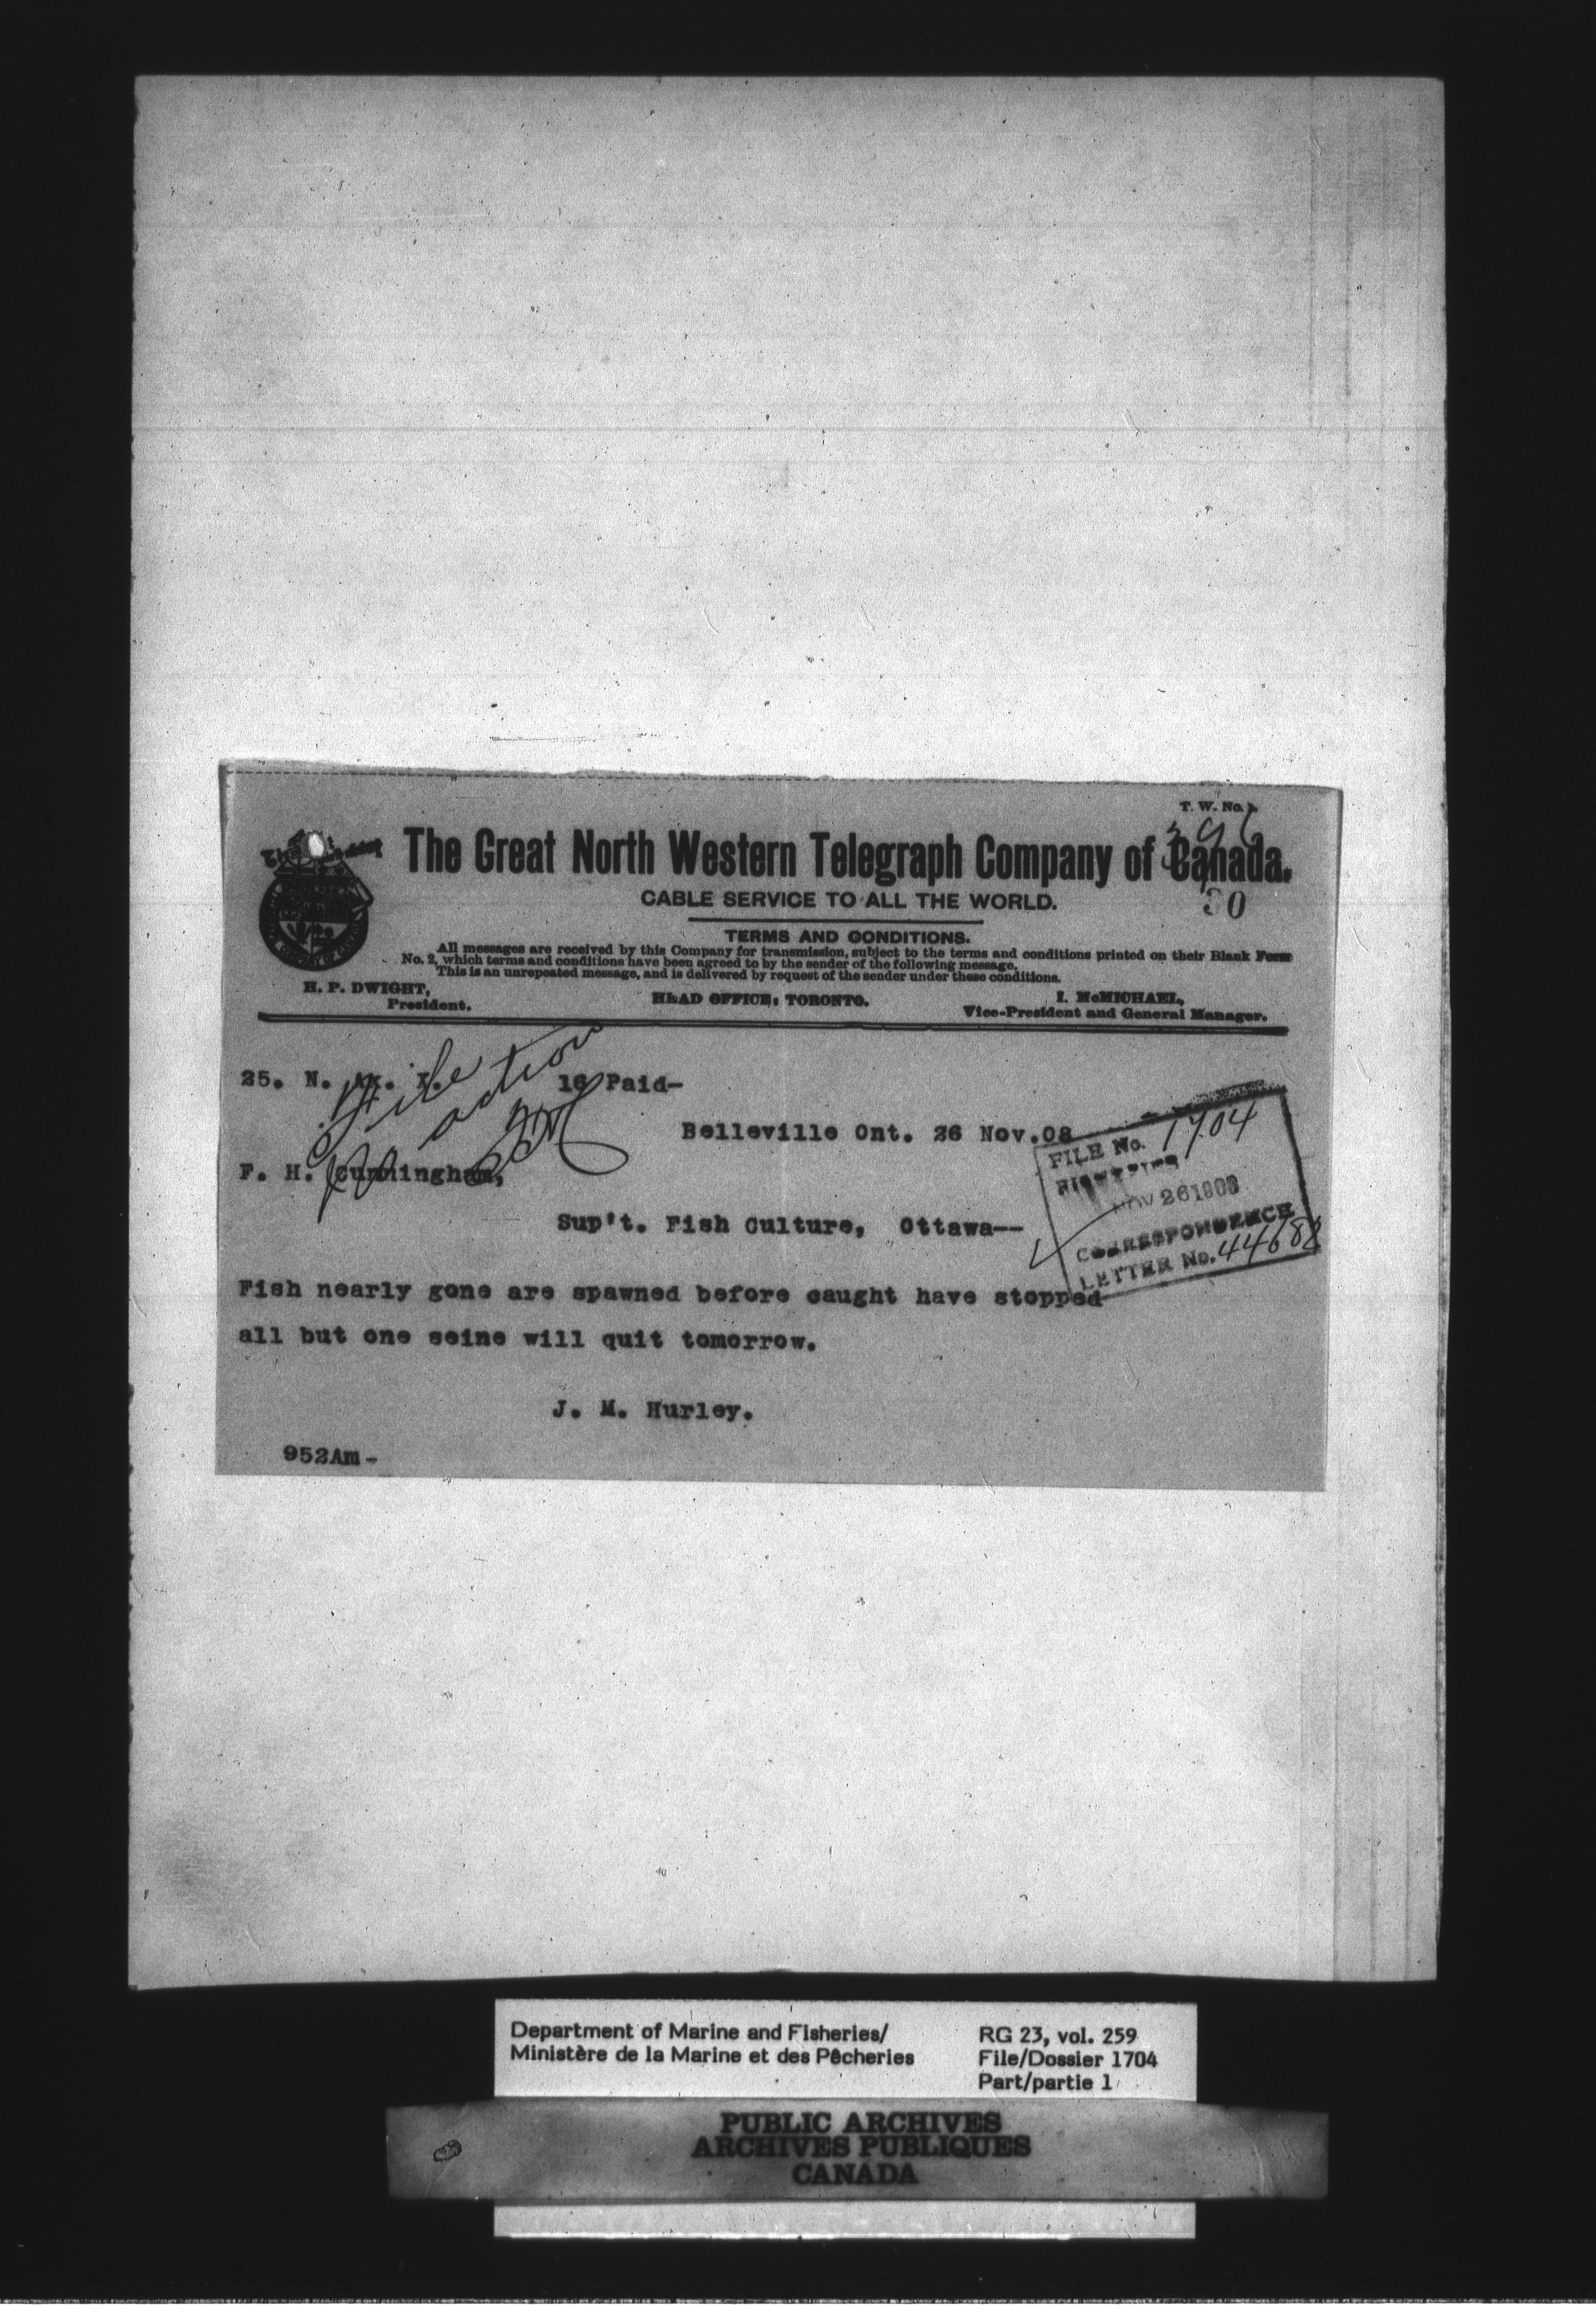 T. W. No.
The Great North Western Telegraph Company of Canada.
CABLE SERVICE TO ALL THE WORLD.
30
TERMS AND CONDITIONS.
All messages are received by this Company for transmission, subject to the terms and conditions printed on their Blank Form
No. 2, which terms and conditions have been agreed to by the sender of the following message.
This is an unrepeated message, and is delivered by request of the sender under these conditions.
H. P. DWIGHT,
President.
HEAD OFFICE: TORONTO.
I. McMICHAEL,
Vice-President and General Manager.
File
No action
25. N. 16 Paid-
Belleville Ont. 26 Nov.08
F. H. Cunningham,
Sup't. Fish Culture, Ottawa--
FILE No. 1704
FISHERIES
NOV 26 1908
CORRESPONDENCE
LETTER No. 44688
Fish nearly gone are spawned before caught have stopped
all but one seine will quit tomorrow.
J. M. Hurley.
952Am-
Department of Marine and Fisheries/
Ministère de la Marine et des Pêcheries
RG 23, vol. 259
File/Dossier 1704
Part/partie 1
PUBLIC ARCHIVES
ARCHIVES PUBLIQUES
CANADA